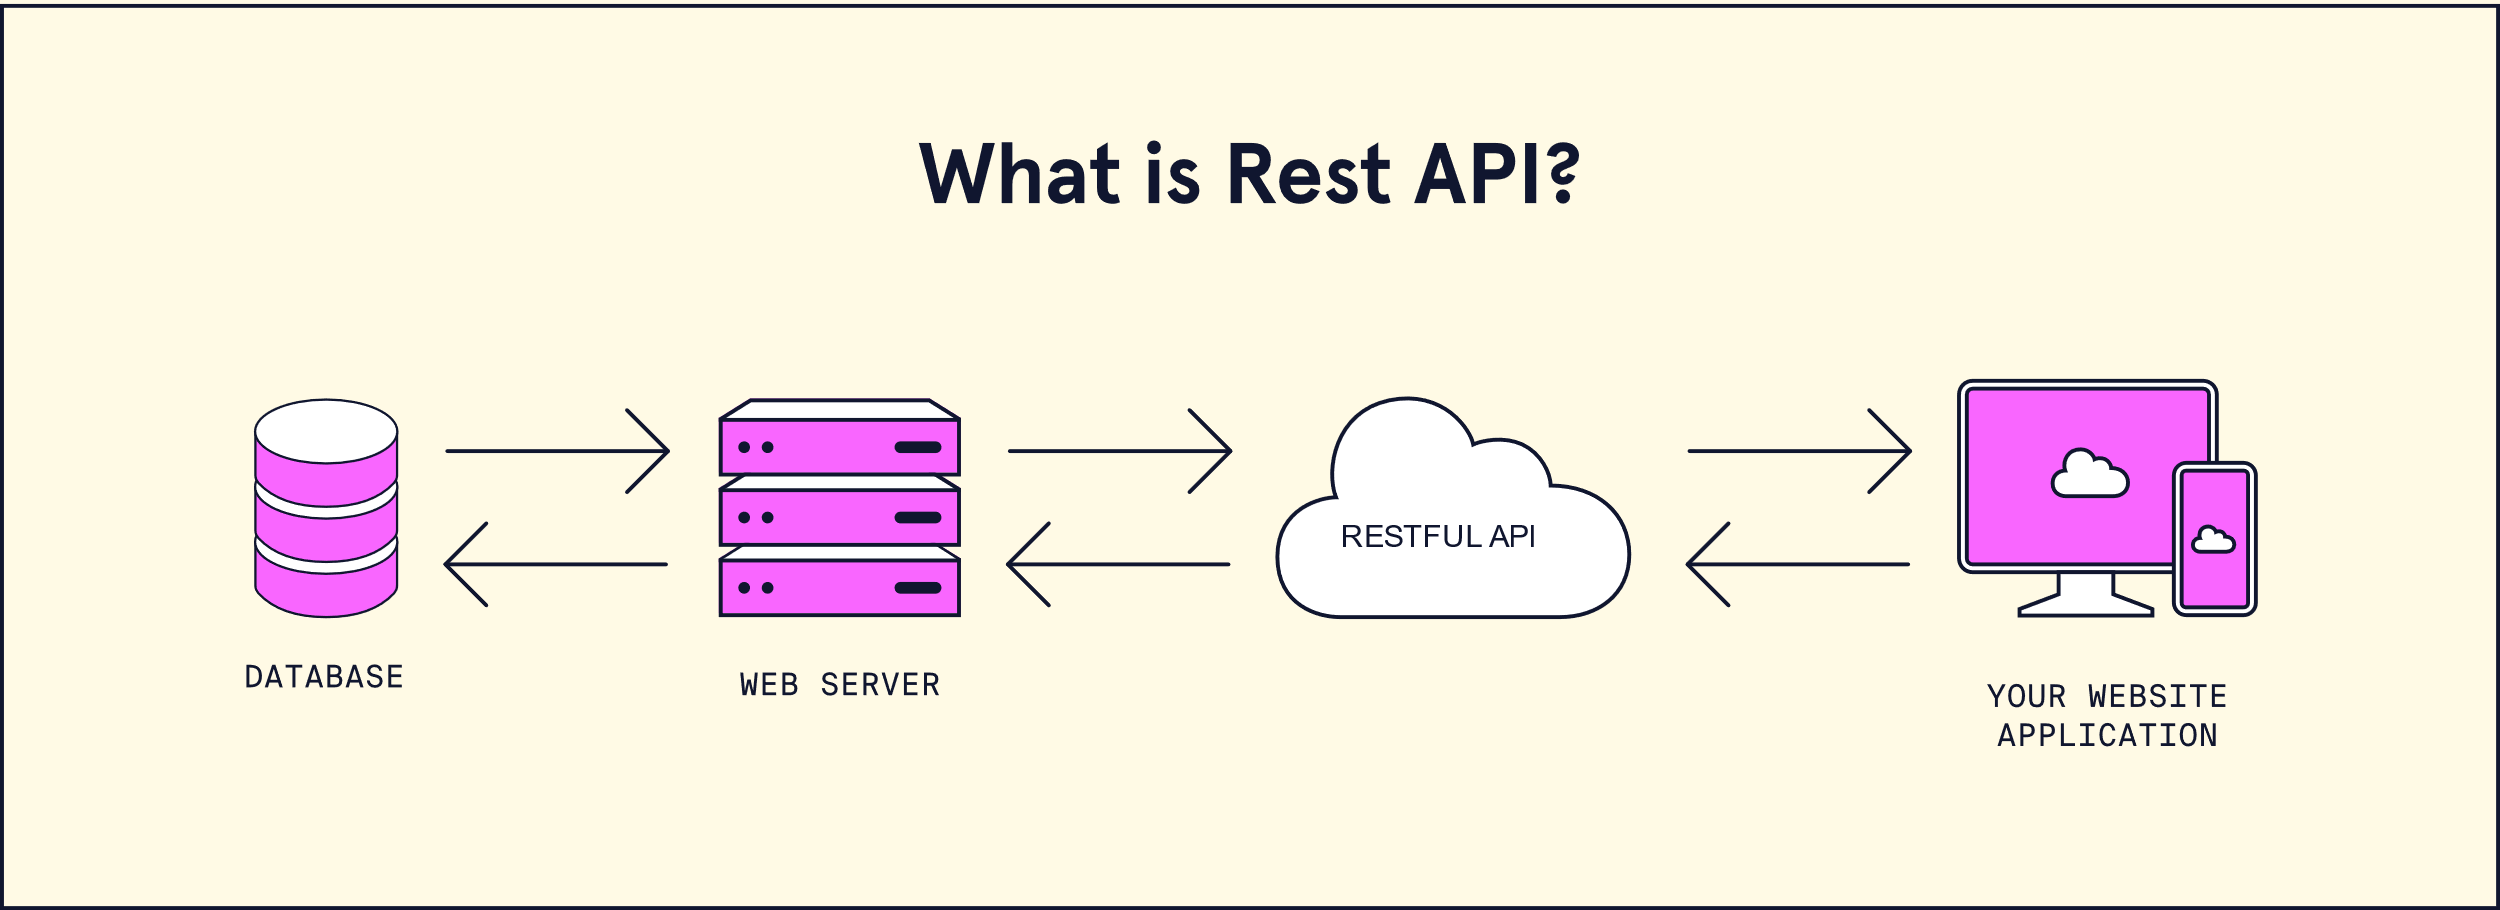 What is Rest API?
RESTFUL API
DATABASE
WEB SERVER
YOUR WEBSITE
APPLICATION